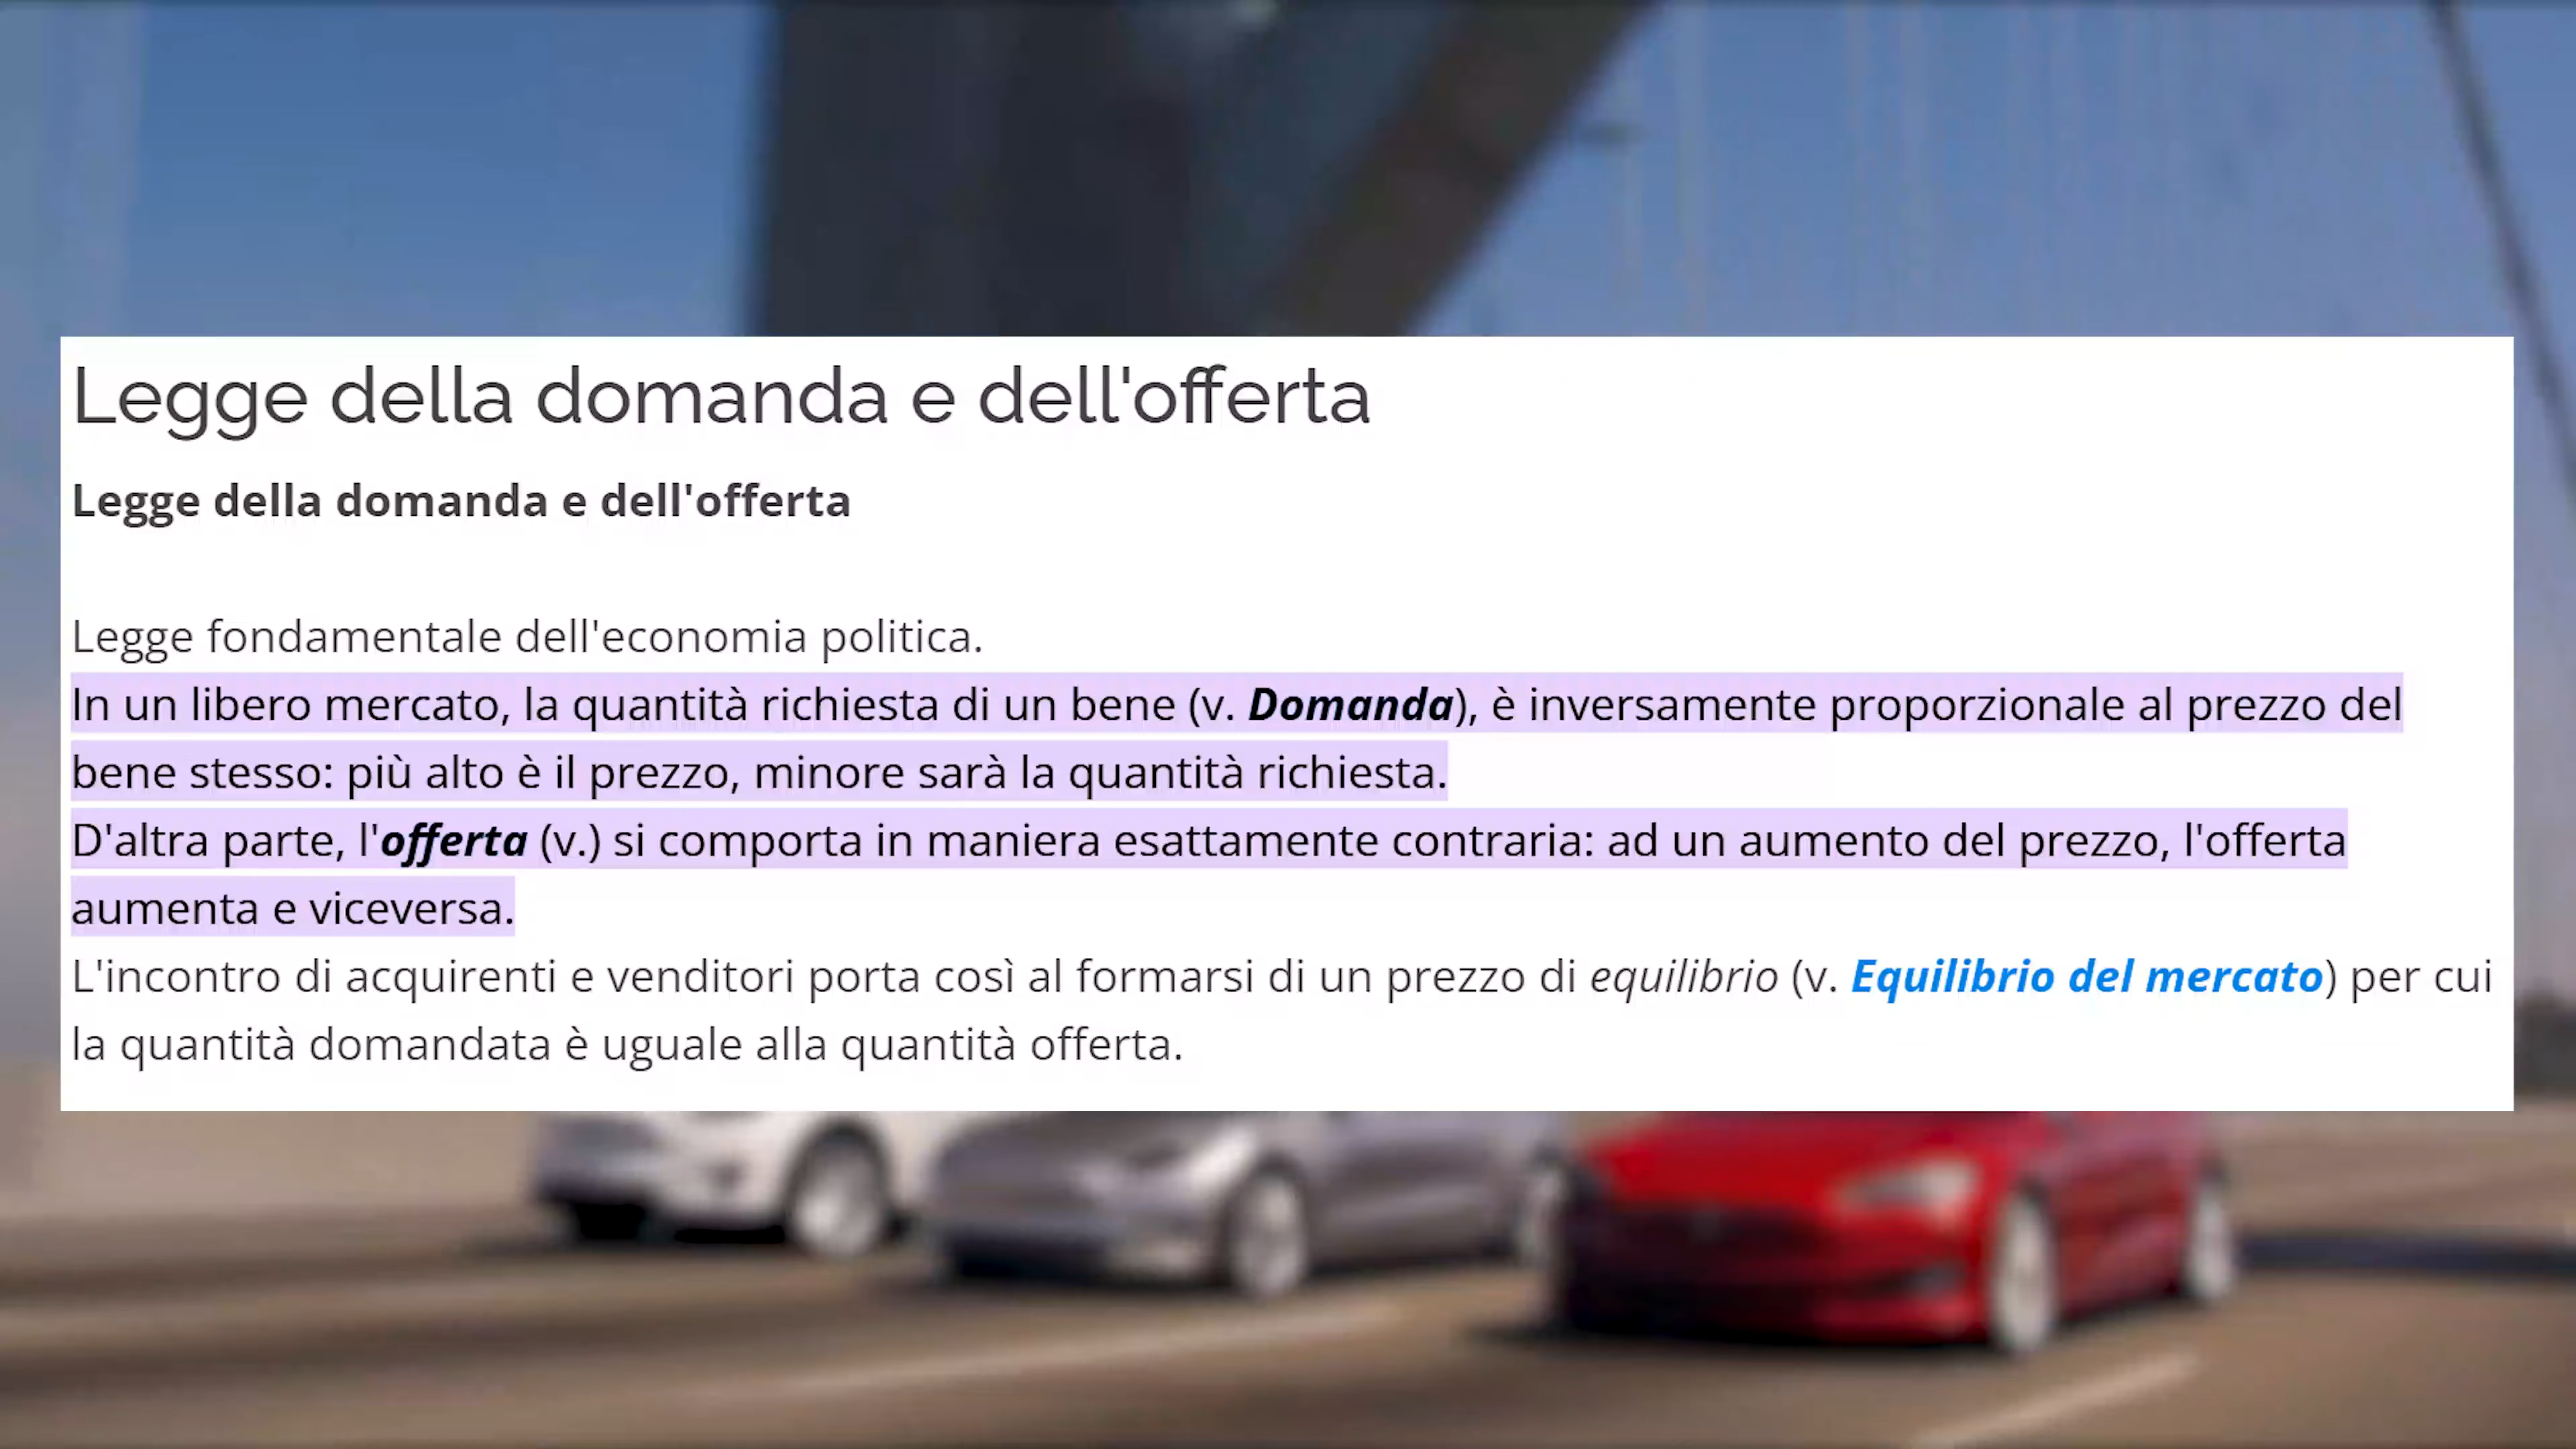 Legge della domanda e dell'offerta
Legge della domanda e dell'offerta
Legge fondamentale dell'economia politica.
In un libero mercato, la quantità richiesta di un bene (v. Domanda), è inversamente proporzionale al prezzo del
bene stesso: più alto è il prezzo, minore sarà la quantità richiesta.
D'altra parte, l'offerta (v.) si comporta in maniera esattamente contraria: ad un aumento del prezzo, l'offerta
aumenta e viceversa.
L'incontro di acquirenti e venditori porta così al formarsi di un prezzo di equilibrio (v. Equilibrio del mercato) per cui
la quantità domandata è uguale alla quantità offerta.